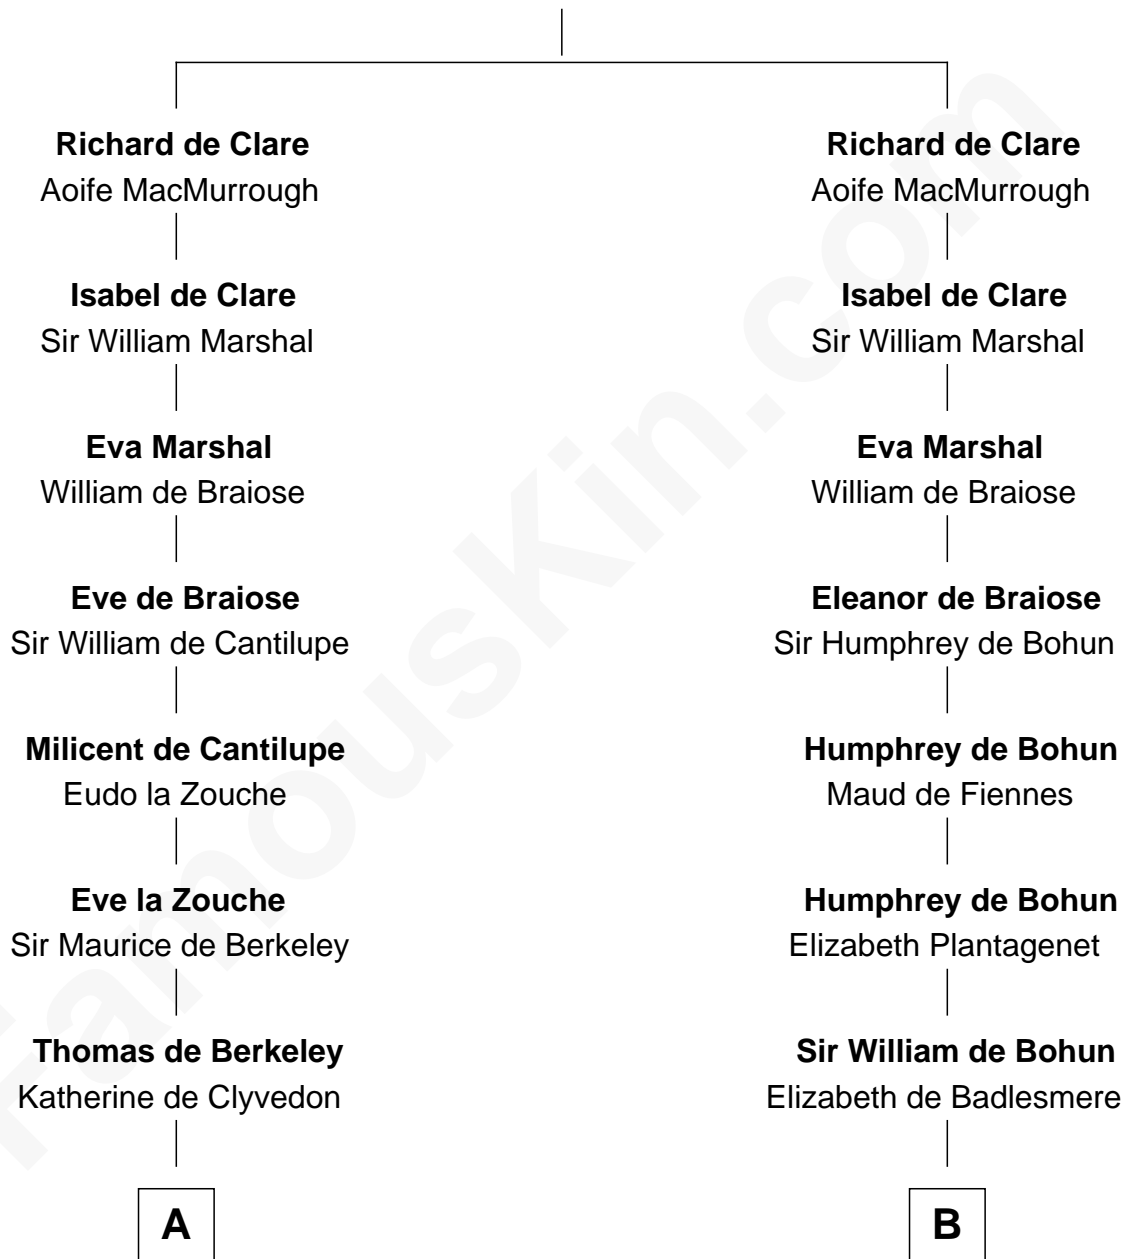 Richard de Clare
Aoife MacMurrough
Isabel de Clare
Sir William Marshal
Eva Marshal
William de Braiose
Eve de Braiose
Sir William de Cantilupe
Milicent de Cantilupe
Eudo la Zouche
Eve la Zouche
Sir Maurice de Berkeley
Thomas de Berkeley
Katherine de Clyvedon
A
Richard de Clare
Aoife MacMurrough
Isabel de Clare
Sir William Marshal
Eva Marshal
William de Braiose
Eleanor de Braiose
Sir Humphrey de Bohun
Humphrey de Bohun
Maud de Fiennes
Humphrey de Bohun
Elizabeth Plantagenet
Sir William de Bohun
Elizabeth de Badlesmere
B
FamousKin.com